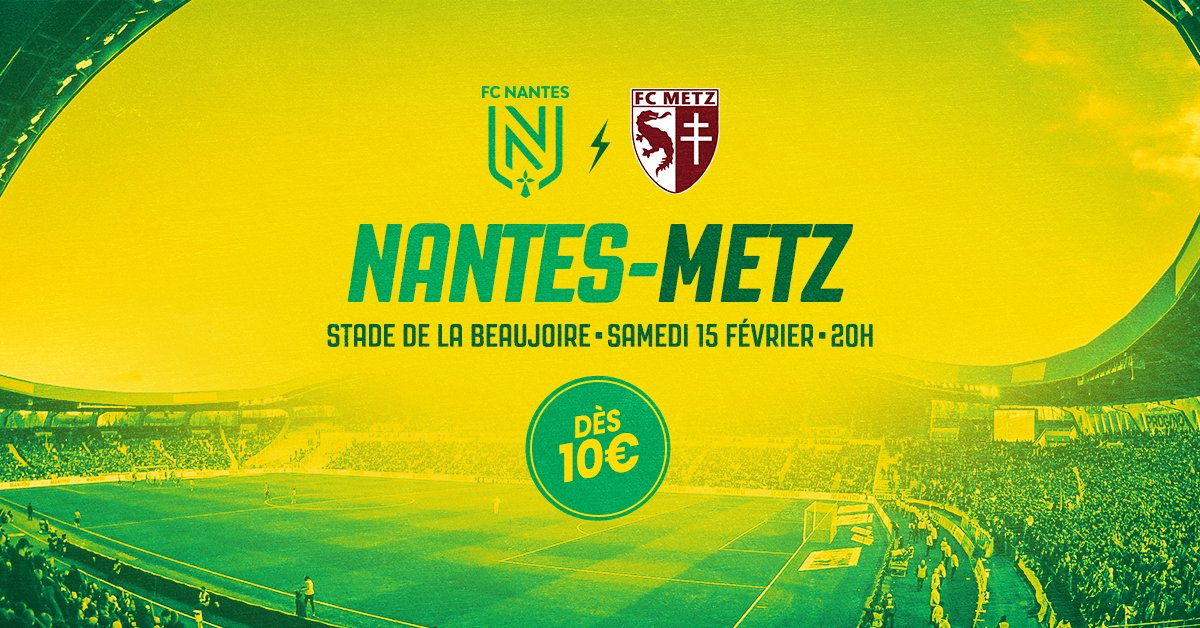 FC NANTES
FC METZ
NANTES-METZ
STADE DE LA BEAUJOIRE ▪ SAMEDI 15 FÉVRIER ▪ 20H
DÈS
10€